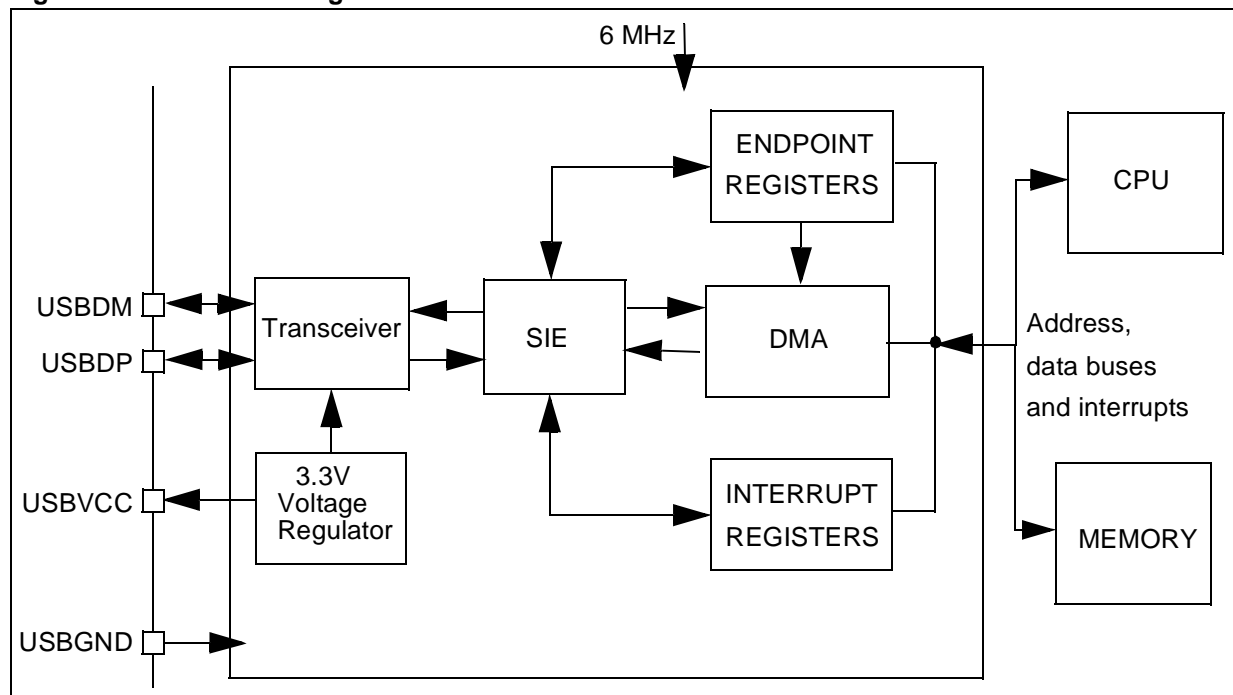 6 MHz
ENDPOINT
REGISTERS
CPU
USBDM
Transceiver
SIE
DMA
USBDP
Address,
data buses
and interrupts
USBVCC
3.3V
Voltage
Regulator
INTERRUPT
REGISTERS
MEMORY
USBGND